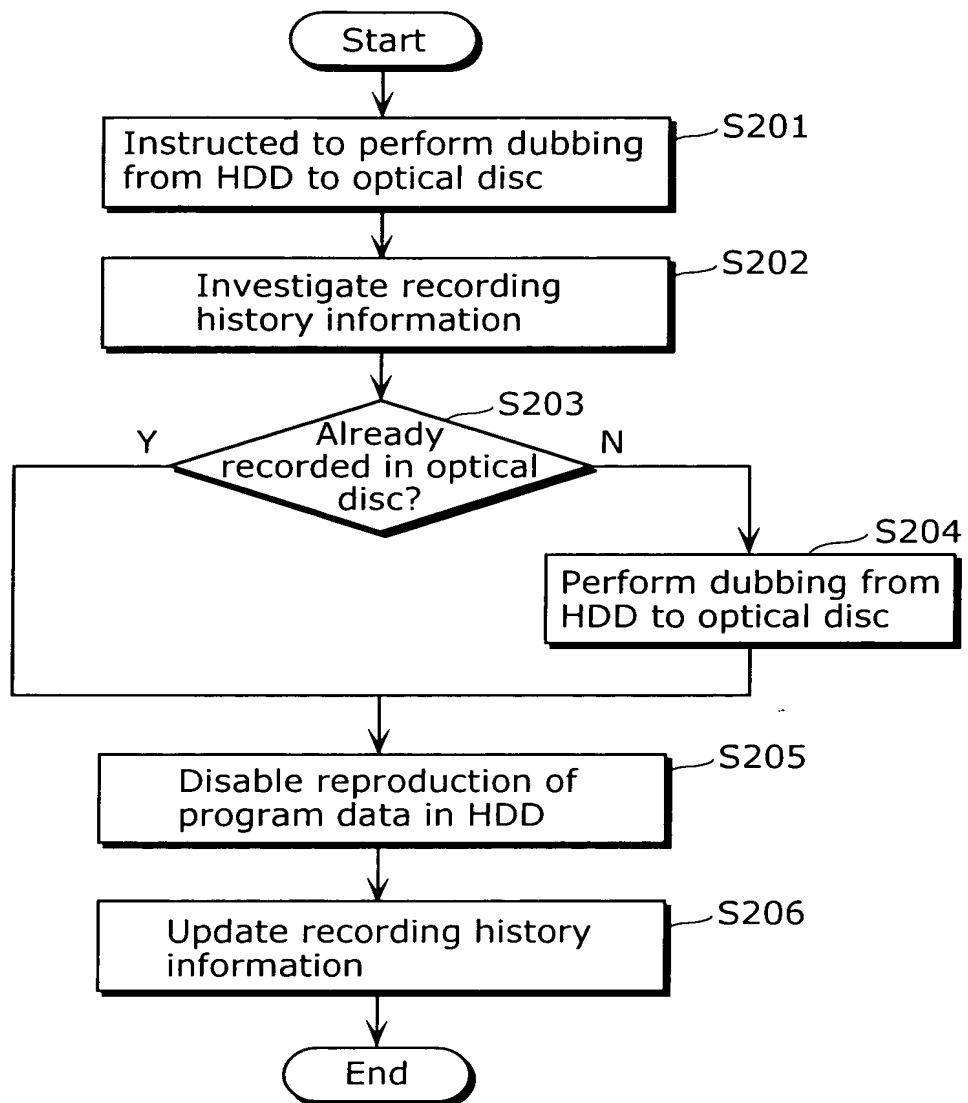 Start
Instructed to perform dubbing
from HDD to optical disc
S201
Investigate recording
history information
S202
S203
Y
Already
recorded in optical
disc?
N
S204
Perform dubbing from
HDD to optical disc
Disable reproduction of
program data in HDD
S205
Update recording history
information
S206
End